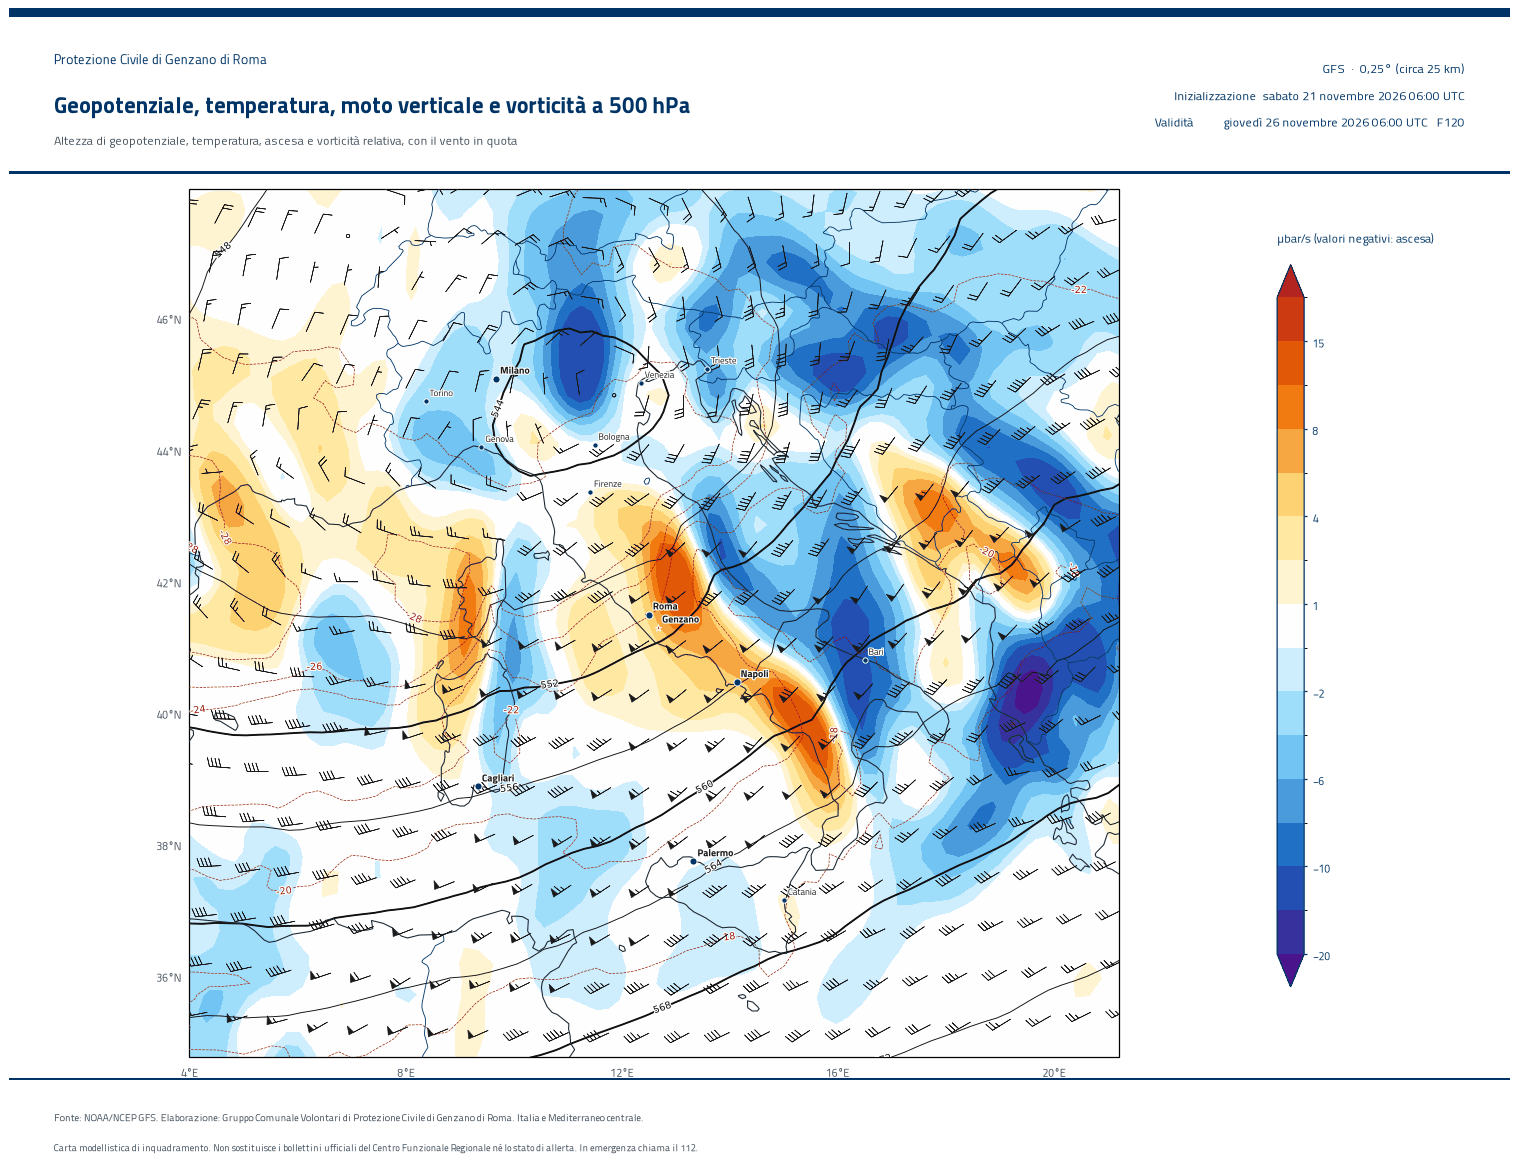 Protezione Civile di Genzano di Roma
Geopotenziale, temperatura, moto verticale e vorticità a 500 hPa
Altezza di geopotenziale, temperatura, ascesa e vorticità relativa, con il vento in quota
GFS · 0,25° (circa 25 km)
Inizializzazione sabato 21 novembre 2026 06:00 UTC
Validità giovedì 26 novembre 2026 06:00 UTC F120
µbar/s (valori negativi: ascesa)
15
8
4
1
−2
−6
−10
−20
46°N
44°N
42°N
40°N
38°N
36°N
4°E
8°E
12°E
16°E
20°E
548
-22
Trieste
Milano
Venezia
Torino
544
Bologna
Genova
Firenze
-28
-20
Roma
Genzano
-28
Bari
-26
Napoli
552
-24
-22
18
Cagliari
556
560
Palermo
564
-20
Catania
18
568
Fonte: NOAA/NCEP GFS. Elaborazione: Gruppo Comunale Volontari di Protezione Civile di Genzano di Roma. Italia e Mediterraneo centrale.
Carta modellistica di inquadramento. Non sostituisce i bollettini ufficiali del Centro Funzionale Regionale né lo stato di allerta. In emergenza chiama il 112.